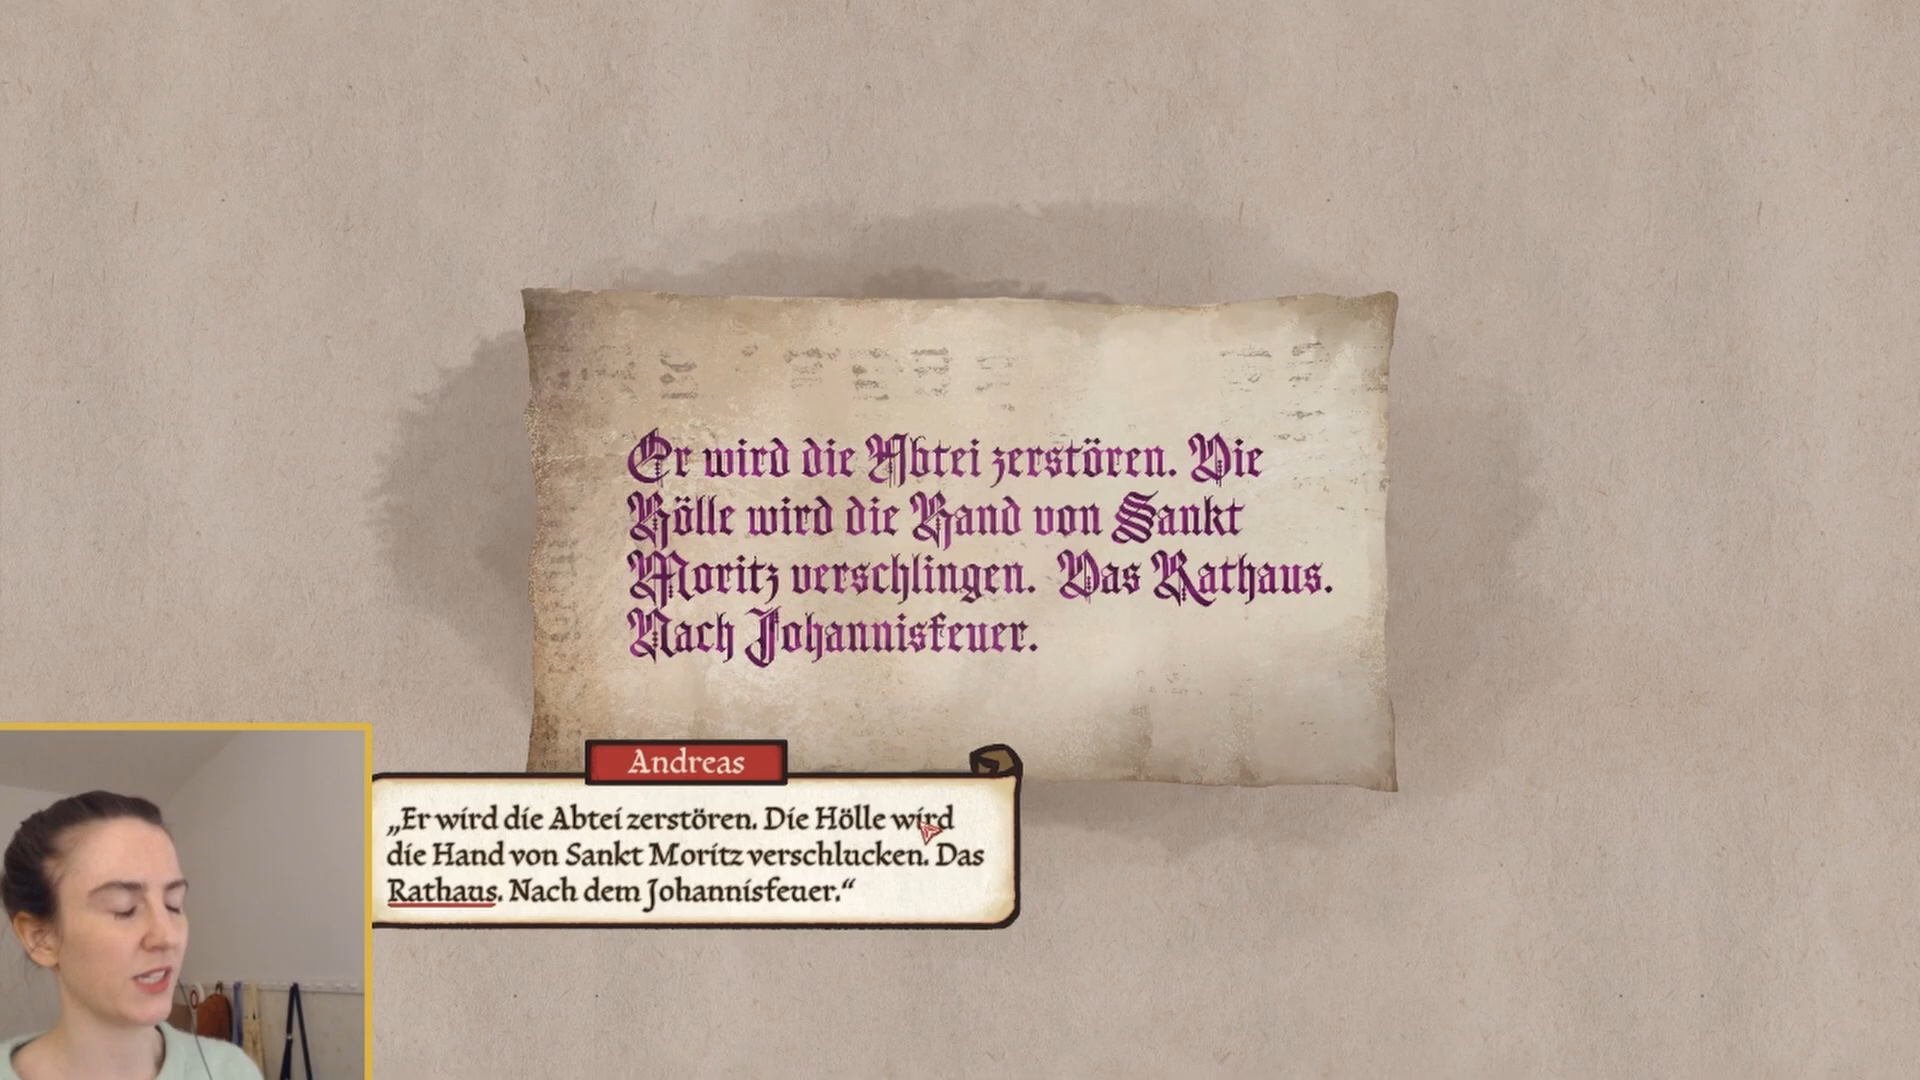 Er wird die Abtei zerstören. Die
Hölle wird die Hand von Sankt
Moritz verschlingen. Das Rathaus.
Nach Johannisfeuer.
Andreas
„Er wird die Abtei zerstören. Die Hölle wird
die Hand von Sankt Moritz verschlucken. Das
Rathaus. Nach dem Johannisfeuer.“